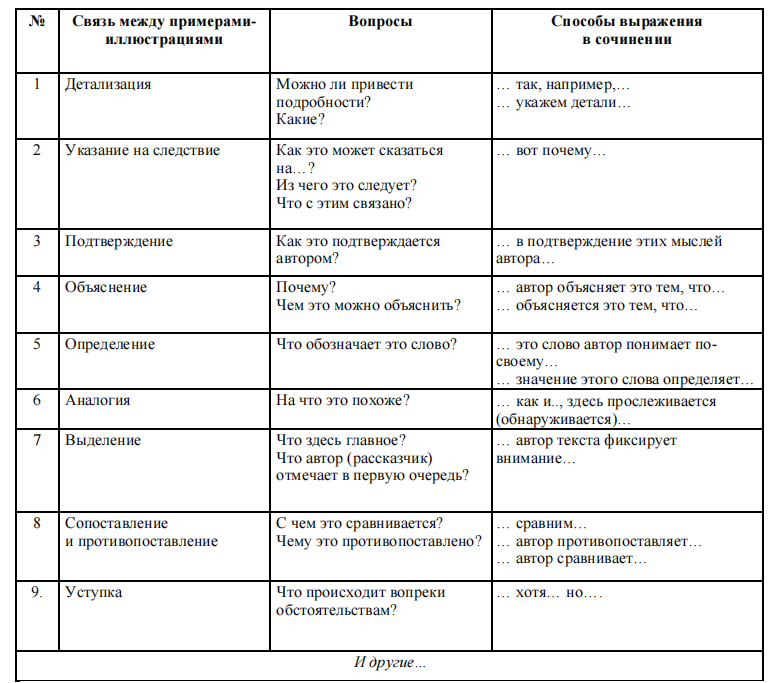 №
Связь между примерами-
иллюстрациями
Вопросы
Способы выражения
в сочинении
1
Детализация
Можно ли привести
подробности?
Какие?
… так, например,…
… укажем детали…
2
Указание на следствие
Как это может сказаться
на…?
Из чего это следует?
Что с этим связано?
… вот почему…
3
Подтверждение
Как это подтверждается
автором?
… в подтверждение этих мыслей
автора…
4
Объяснение
Почему?
Чем это можно объяснить?
… автор объясняет это тем, что…
… объясняется это тем, что…
5
Определение
Что обозначает это слово?
… это слово автор понимает по-
своему…
… значение этого слова определяет…
6
Аналогия
На что это похоже?
… как и.., здесь прослеживается
(обнаруживается)…
7
Выделение
Что здесь главное?
Что автор (рассказчик)
отмечает в первую очередь?
… автор текста фиксирует
внимание…
8
Сопоставление
и противопоставление
С чем это сравнивается?
Чему это противопоставлено?
… сравним…
… автор противопоставляет…
… автор сравнивает…
9.
Уступка
Что происходит вопреки
обстоятельствам?
… хотя… но….
И другие…